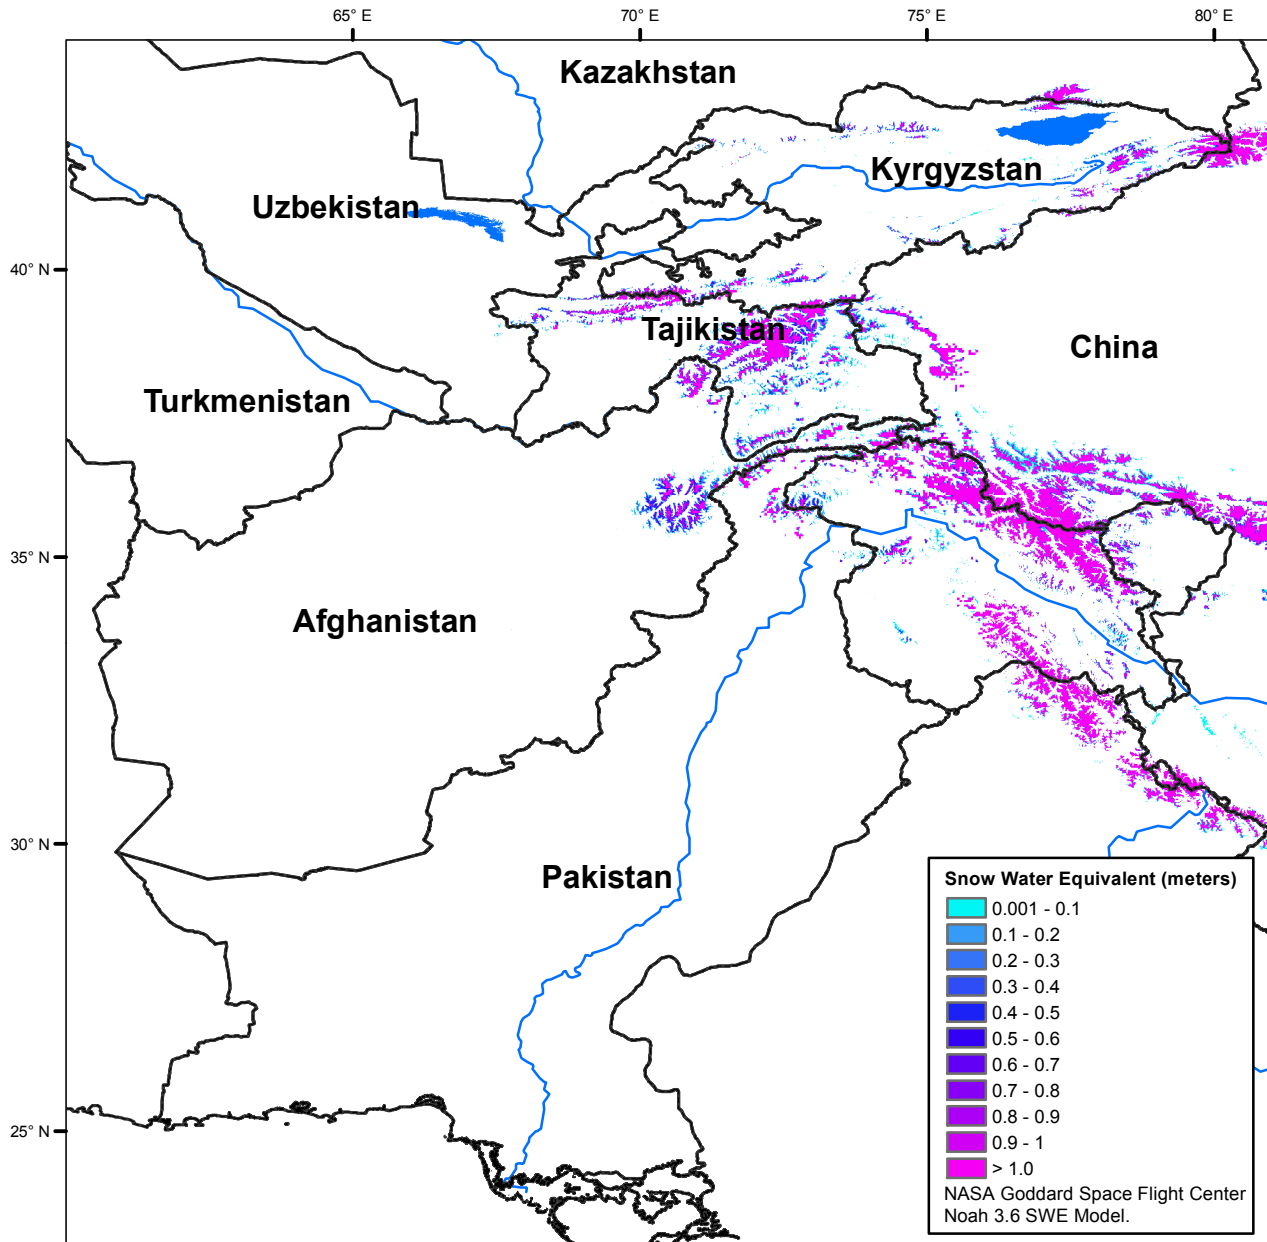 65° E
70° E
75° E
80° E
Kazakhstan
Kyrgyzstan
Uzbekistan
40° N
Tajikistan
China
Turkmenistan
35° N
Afghanistan
30° N
Pakistan
25° N
Snow Water Equivalent (meters)
0.001 - 0.1
0.1 - 0.2
0.2 - 0.3
0.3 - 0.4
0.4 - 0.5
0.5 - 0.6
0.6 - 0.7
0.7 - 0.8
0.8 - 0.9
0.9 - 1
> 1.0
NASA Goddard Space Flight Center
Noah 3.6 SWE Model.